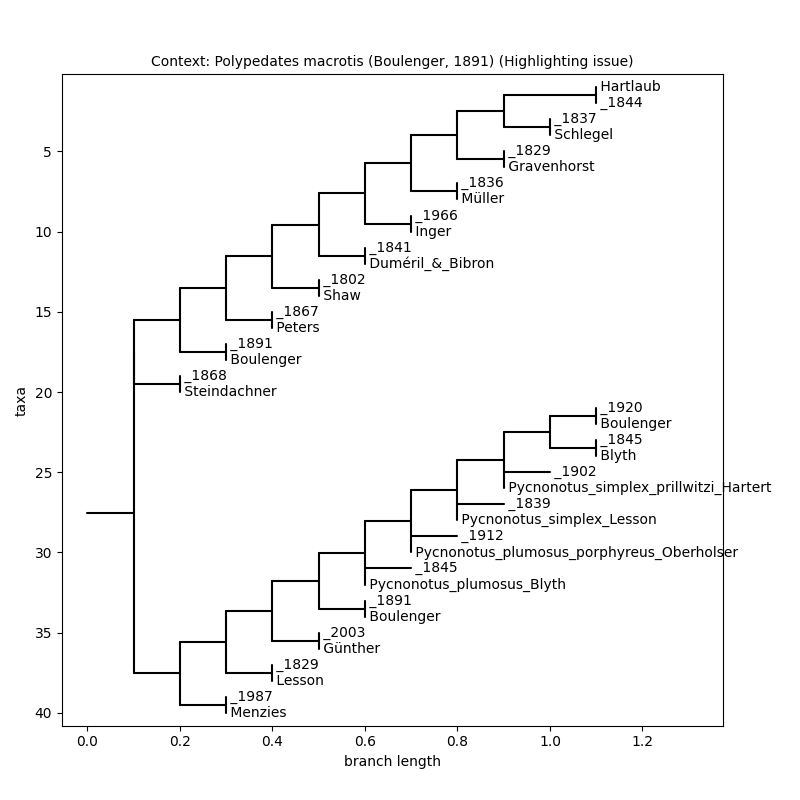 Context: Polypedates macrotis (Boulenger, 1891) (Highlighting issue)
Hartlaub
_1844
_1837
Schlegel
_1829
Gravenhorst
_1836
Müller
_1966
Inger
_1841
Duméril_&_Bibron
_1802
Shaw
_1867
Peters
_1891
Boulenger
_1868
Steindachner
_1920
Boulenger
_1845
Blyth
_1902
Pycnonotus_simplex_prillwitzi_Hartert
_1839
Pycnonotus_simplex_Lesson
_1912
Pycnonotus_plumosus_porphyreus_Oberholser
_1845
Pycnonotus_plumosus_Blyth
_1891
Boulenger
_2003
Günther
_1829
Lesson
_1987
Menzies
5
10
15
20
25
30
35
40
taxa
0.0 0.2 0.4 0.6 0.8 1.0 1.2
branch length